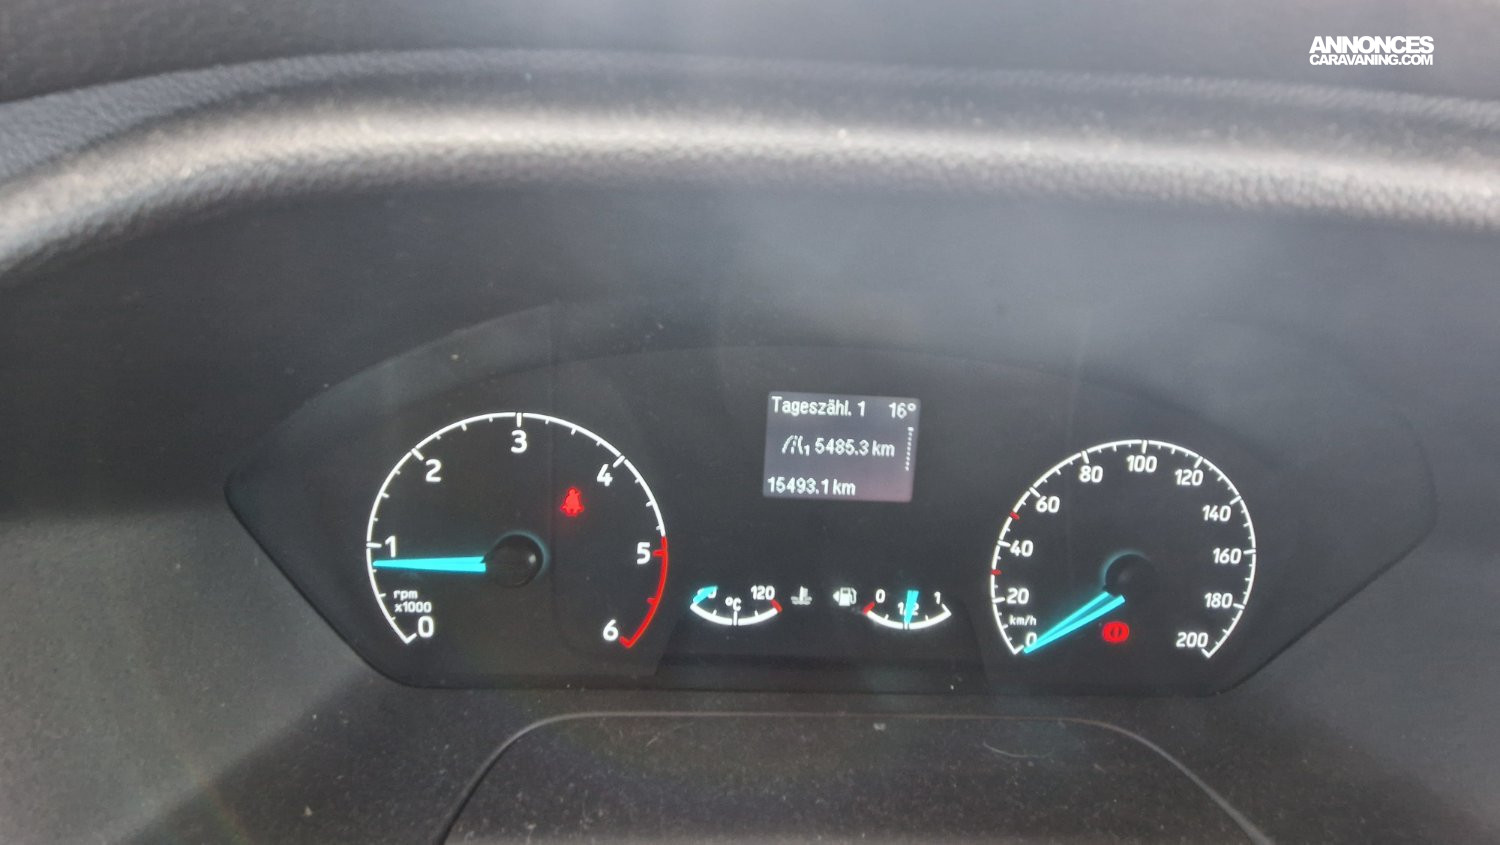 ANNONCES
CARAVANING.COM
Tageszähl. 1 16°
1 5485.3 km
15493.1 km
0 1 2 3 4 5 6
rpm
x1000
120
°C
0 1/2 1
0 20 40 60 80 100 120 140 160 180 200
km/h